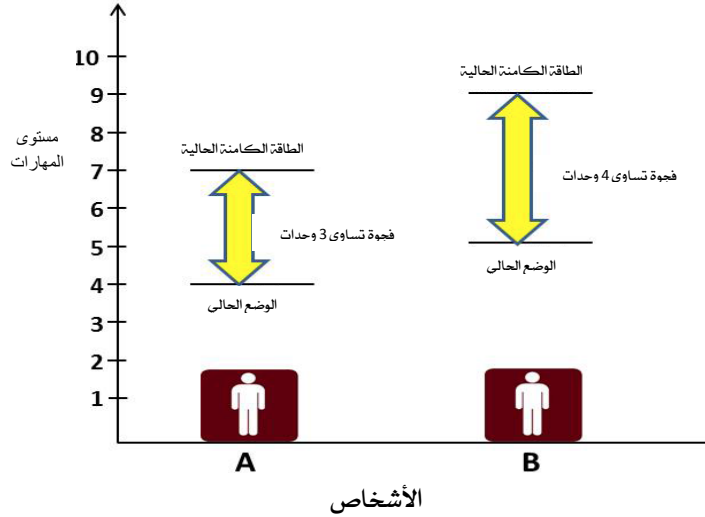 10
الطاقة الكامنة الحالية
9
8
مستوى
المهارات
الطاقة الكامنة الحالية
7
فجوة تساوى 4 وحدات
6
فجوة تساوى 3 وحدات
5
الوضع الحالى
4
الوضع الحالى
3
2
1
A
B
الأشخاص